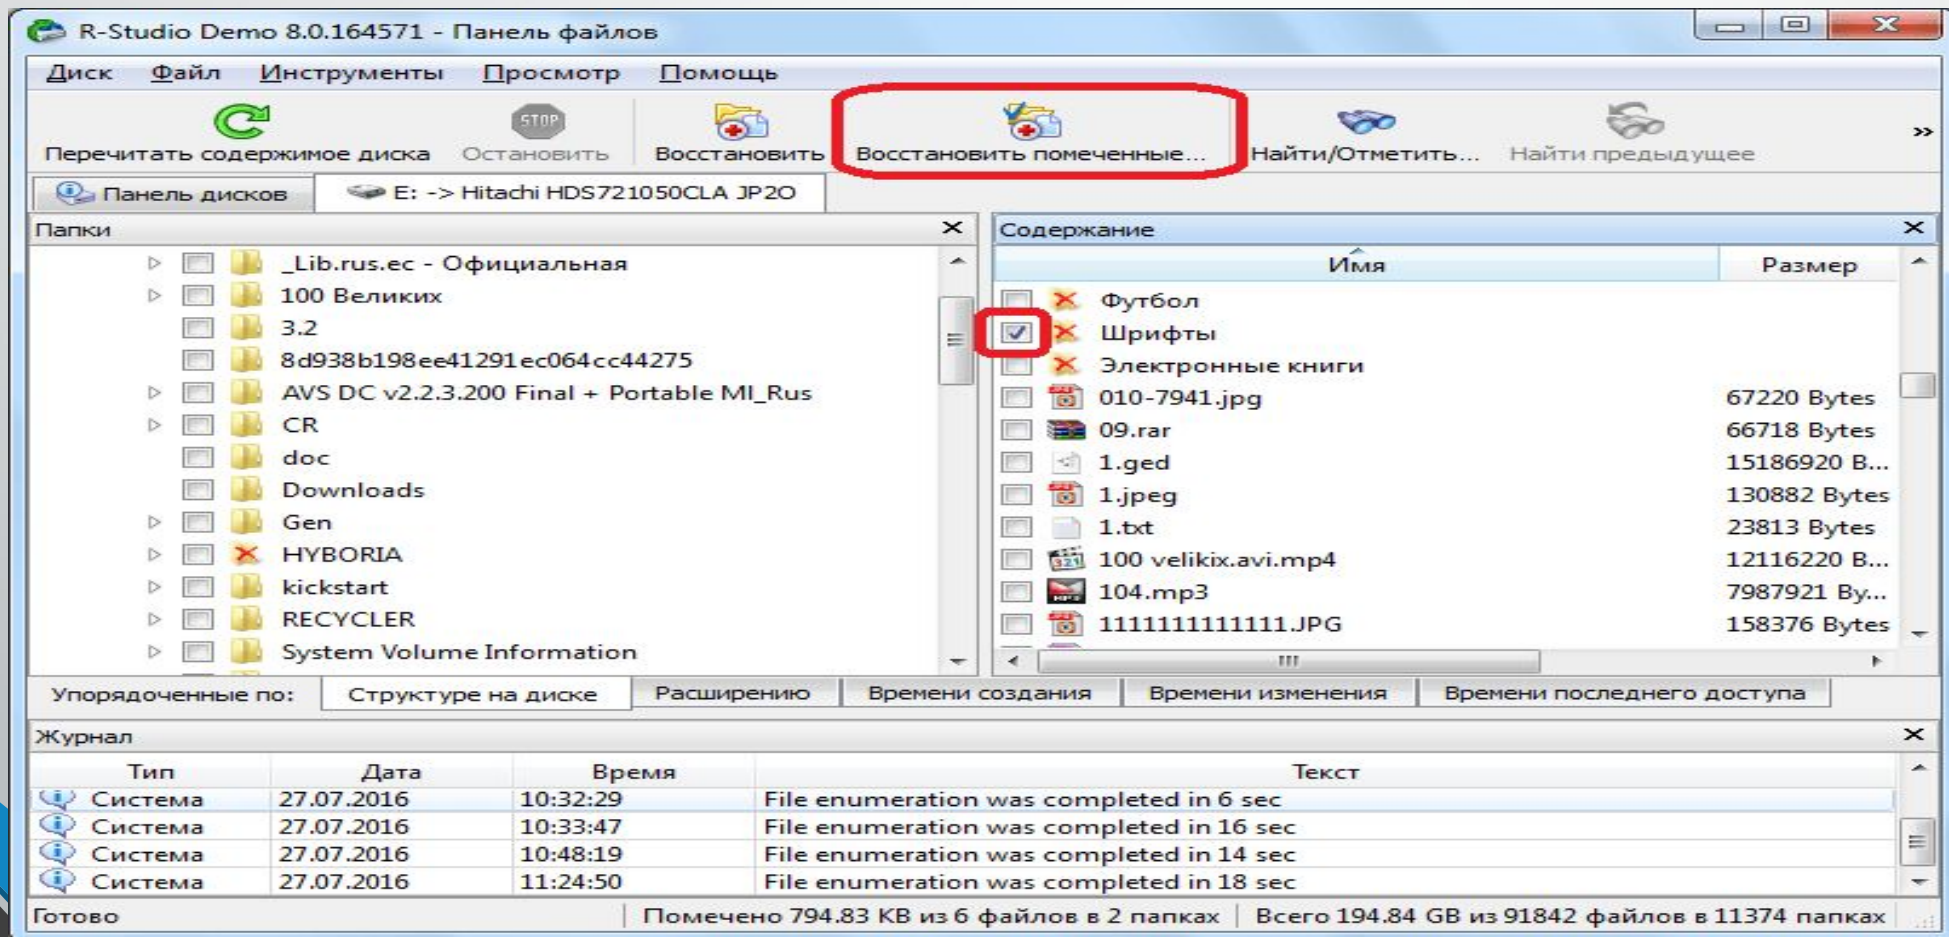 R-Studio Demo 8.0.164571 - Панель файлов
Диск Файл Инструменты Просмотр Помощь
STOP
Перечитать содержимое диска Остановить Восстановить Восстановить помеченные... Найти/Отметить... Найти предыдущее
Панель дисков E: -> Hitachi HDS721050CLA JP2O
Папки
_Lib.rus.ec - Официальная
100 Великих
3.2
8d938b198ee41291ec064cc44275
AVS DC v2.2.3.200 Final + Portable MI_Rus
CR
doc
Downloads
Gen
HYBORIA
kickstart
RECYCLER
System Volume Information
Содержание
Имя Размер
Футбол
Шрифты
Электронные книги
010-7941.jpg 67220 Bytes
09.rar 66718 Bytes
1.ged 15186920 B...
1.jpeg 130882 Bytes
1.txt 23813 Bytes
100 velikix.avi.mp4 12116220 B...
104.mp3 7987921 By...
1111111111111.JPG 158376 Bytes
Упорядоченные по: Структуре на диске Расширению Времени создания Времени изменения Времени последнего доступа
Журнал
Тип Дата Время Текст
Система 27.07.2016 10:32:29 File enumeration was completed in 6 sec
Система 27.07.2016 10:33:47 File enumeration was completed in 16 sec
Система 27.07.2016 10:48:19 File enumeration was completed in 14 sec
Система 27.07.2016 11:24:50 File enumeration was completed in 18 sec
Готово Помечено 794.83 KB из 6 файлов в 2 папках Всего 194.84 GB из 91842 файлов в 11374 папках